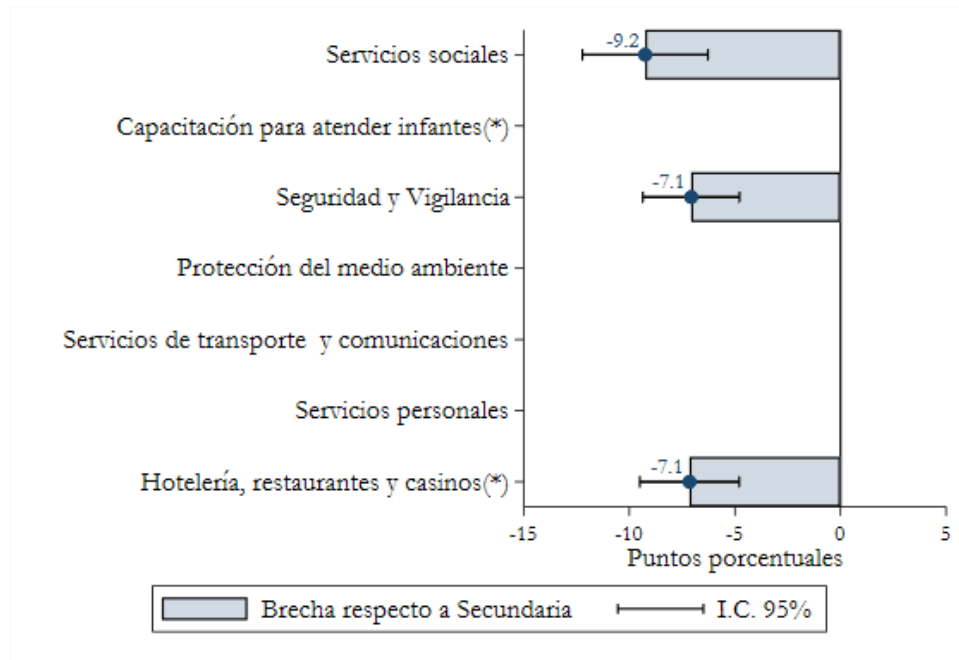 Servicios sociales
-9.2
Capacitación para atender infantes(*)
Seguridad y Vigilancia
-7.1
Protección del medio ambiente
Servicios de transporte  y comunicaciones
Servicios personales
Hotelería, restaurantes y casinos(*)
-7.1
-15 -10 -5 0 5
Puntos porcentuales
Brecha respecto a Secundaria I.C. 95%